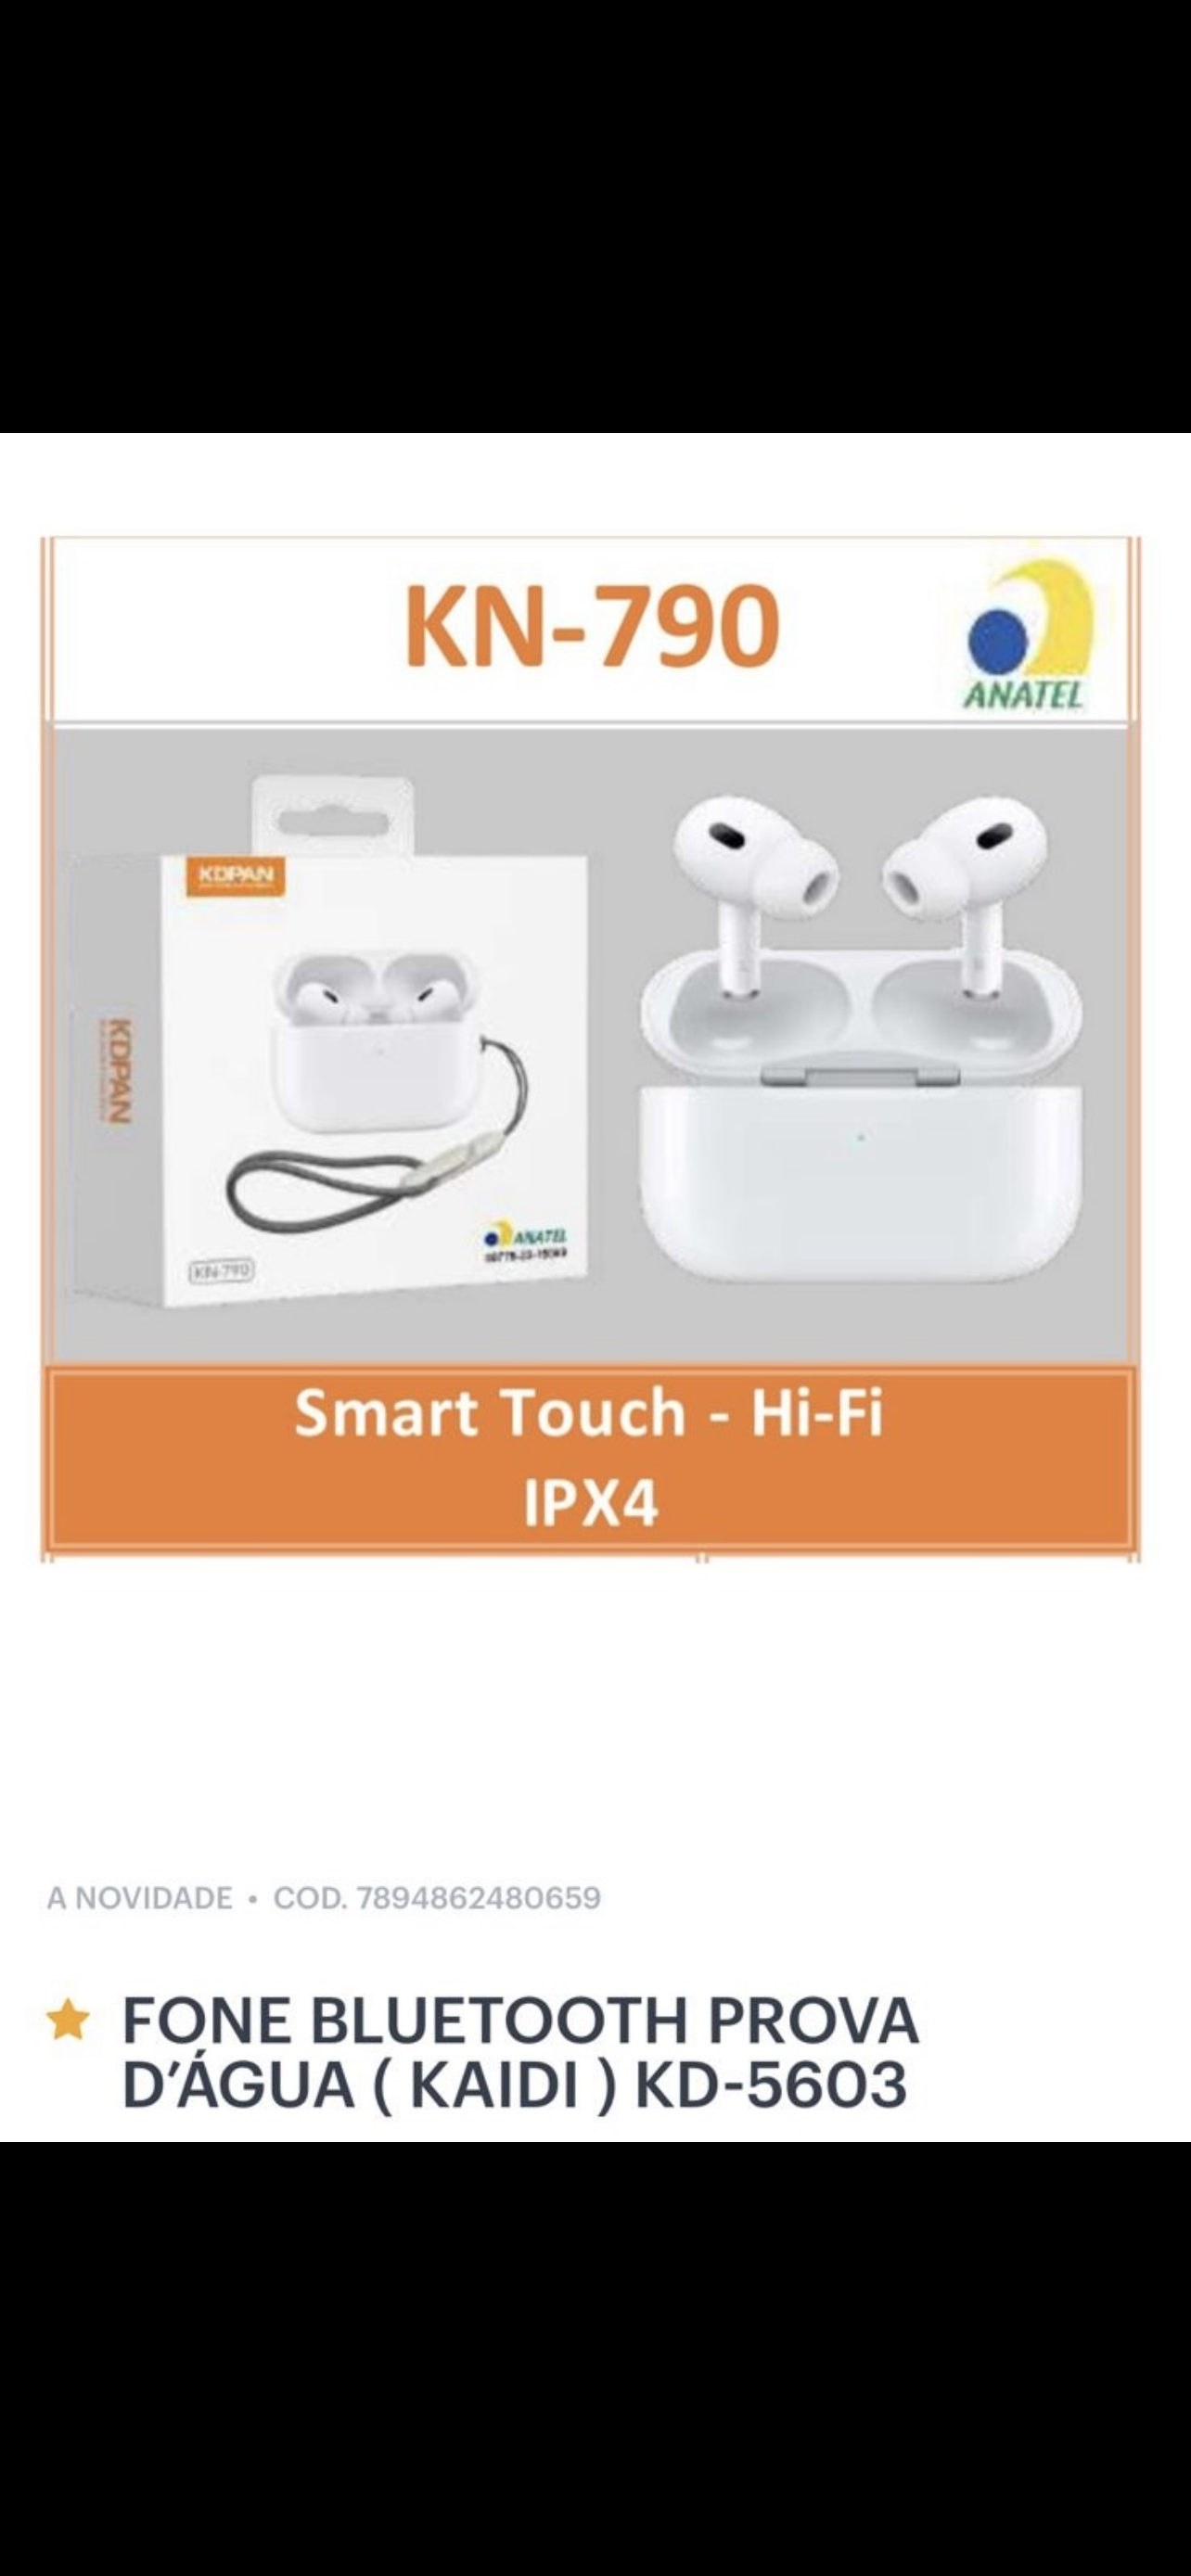 KN-790
ANATEL
KDPAN
KDPAN
ANATEL
KN-790
Smart Touch - Hi-Fi
IPX4
A NOVIDADE • COD. 7894862480659
FONE BLUETOOTH PROVA
D’ÁGUA ( KAIDI ) KD-5603